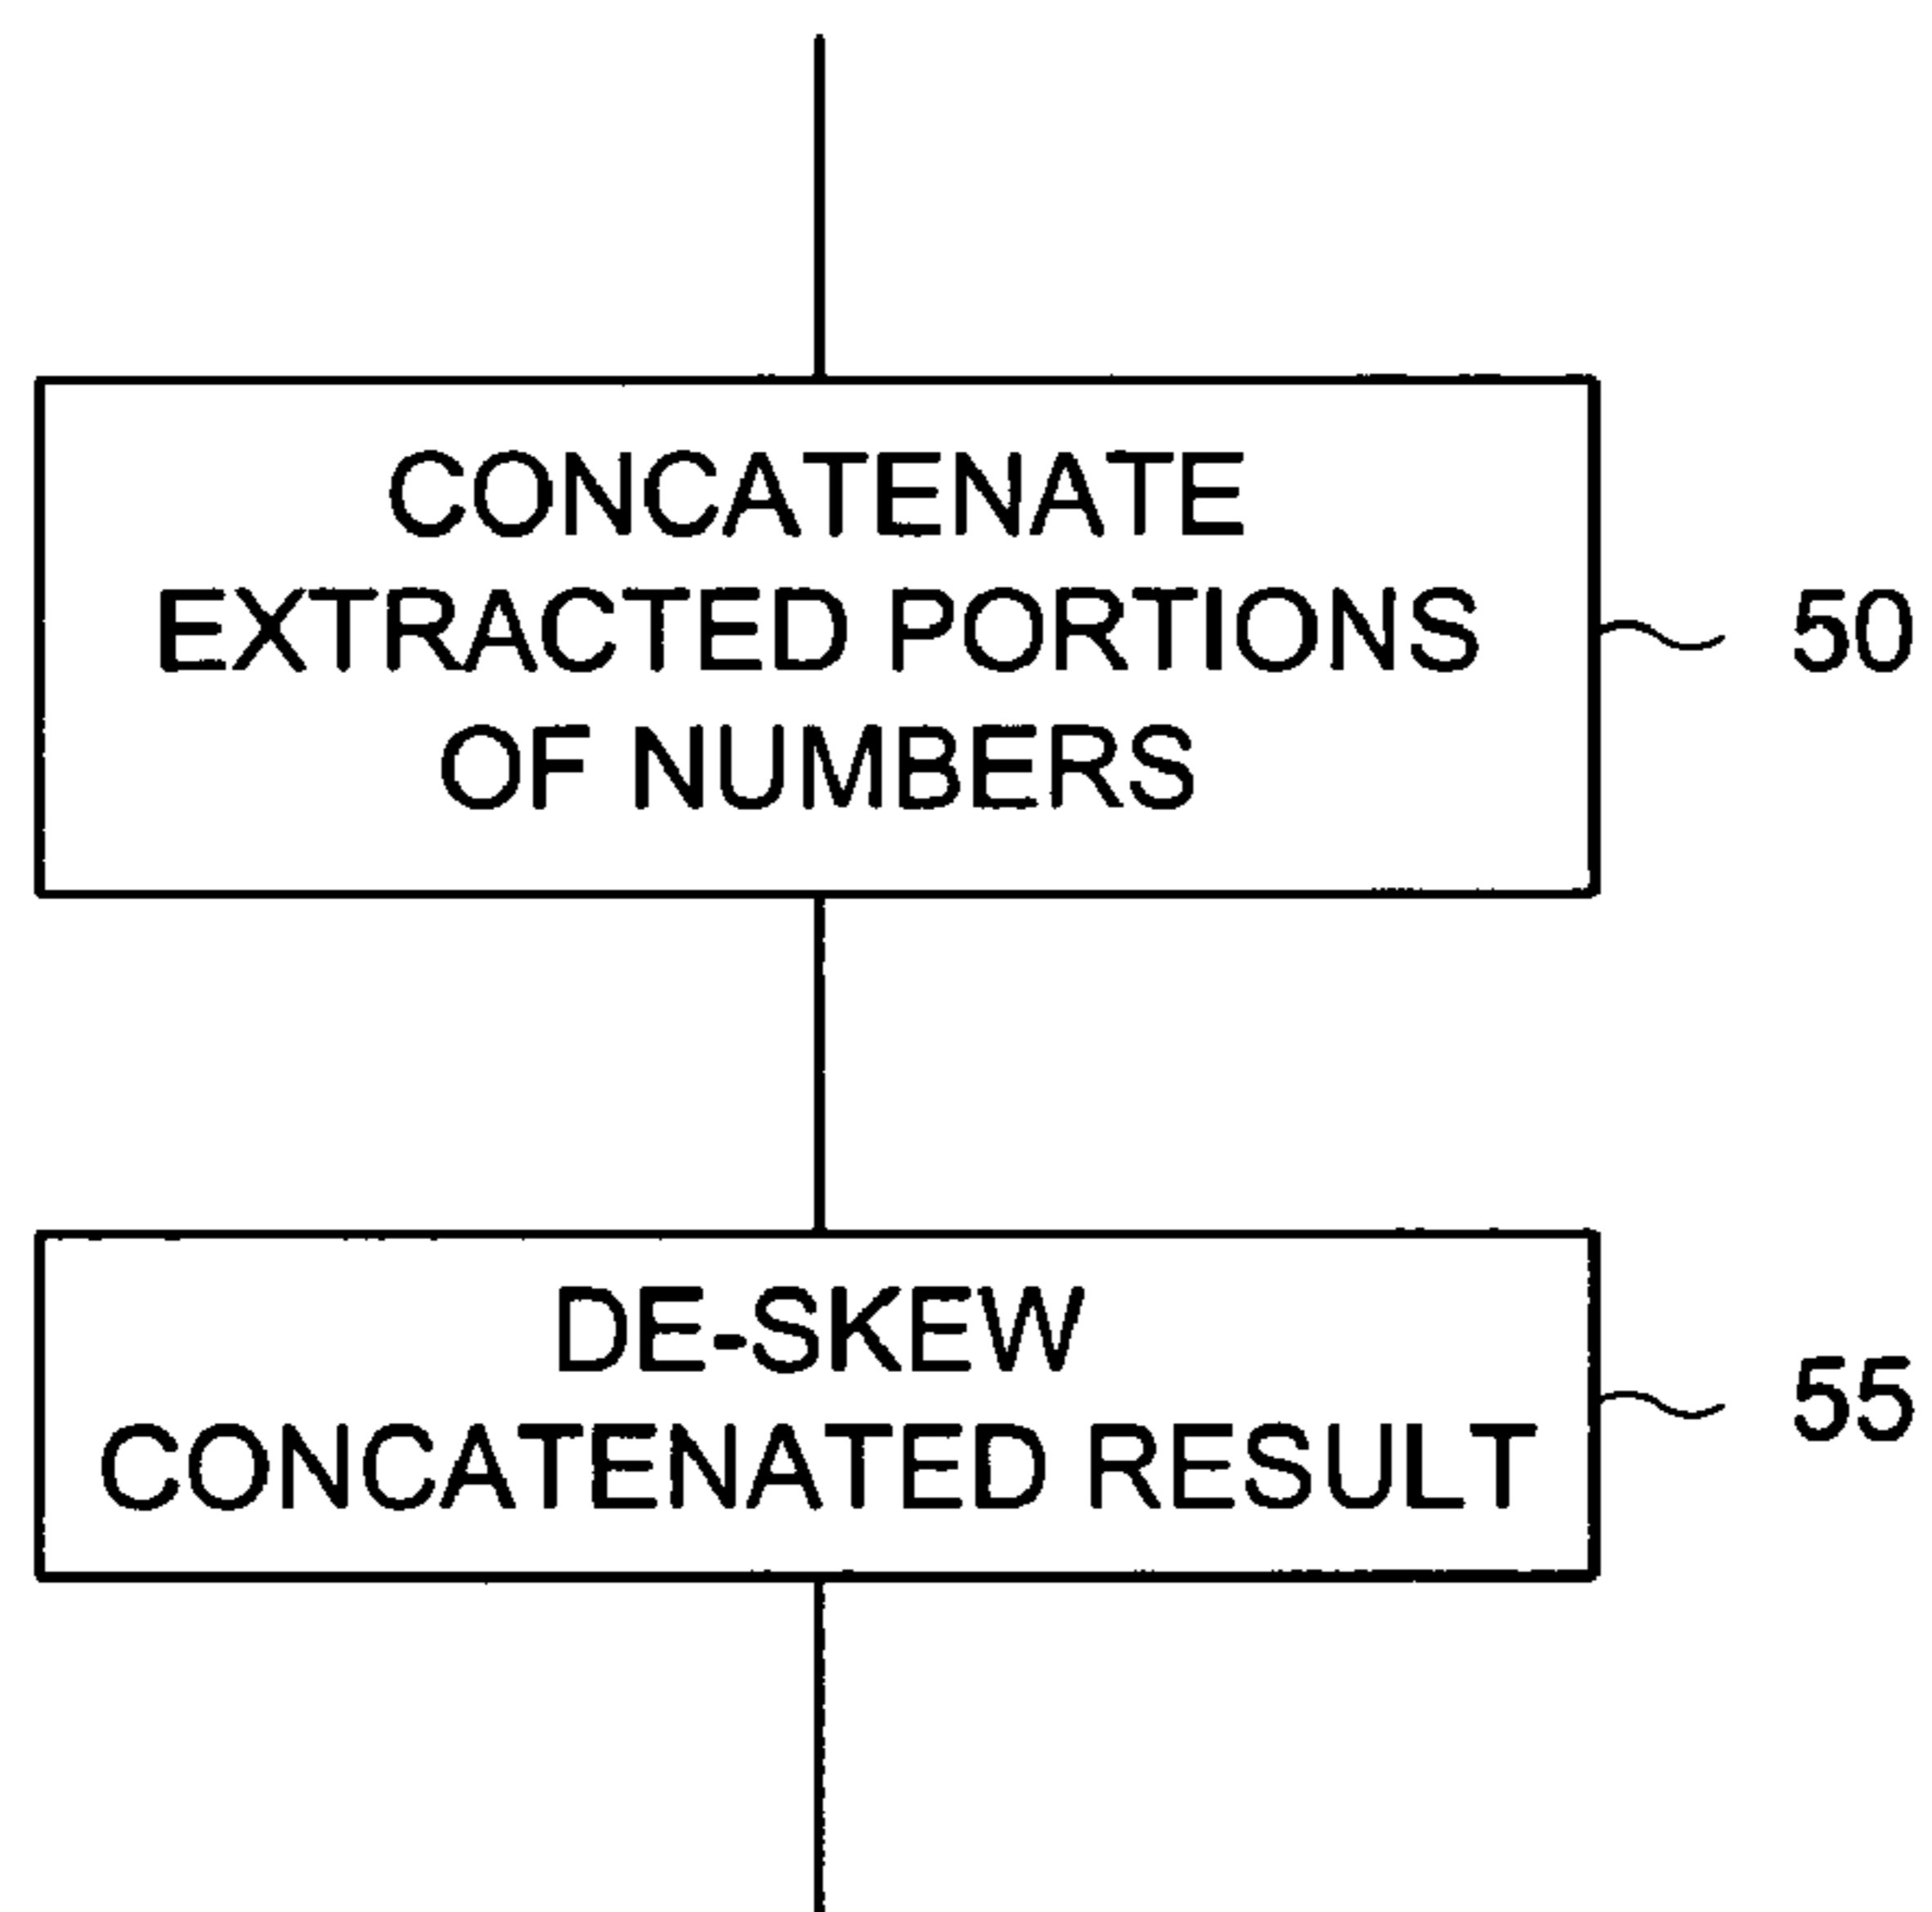 CONCATENATE
EXTRACTED PORTIONS
OF NUMBERS
50
DE-SKEW
CONCATENATED RESULT
55